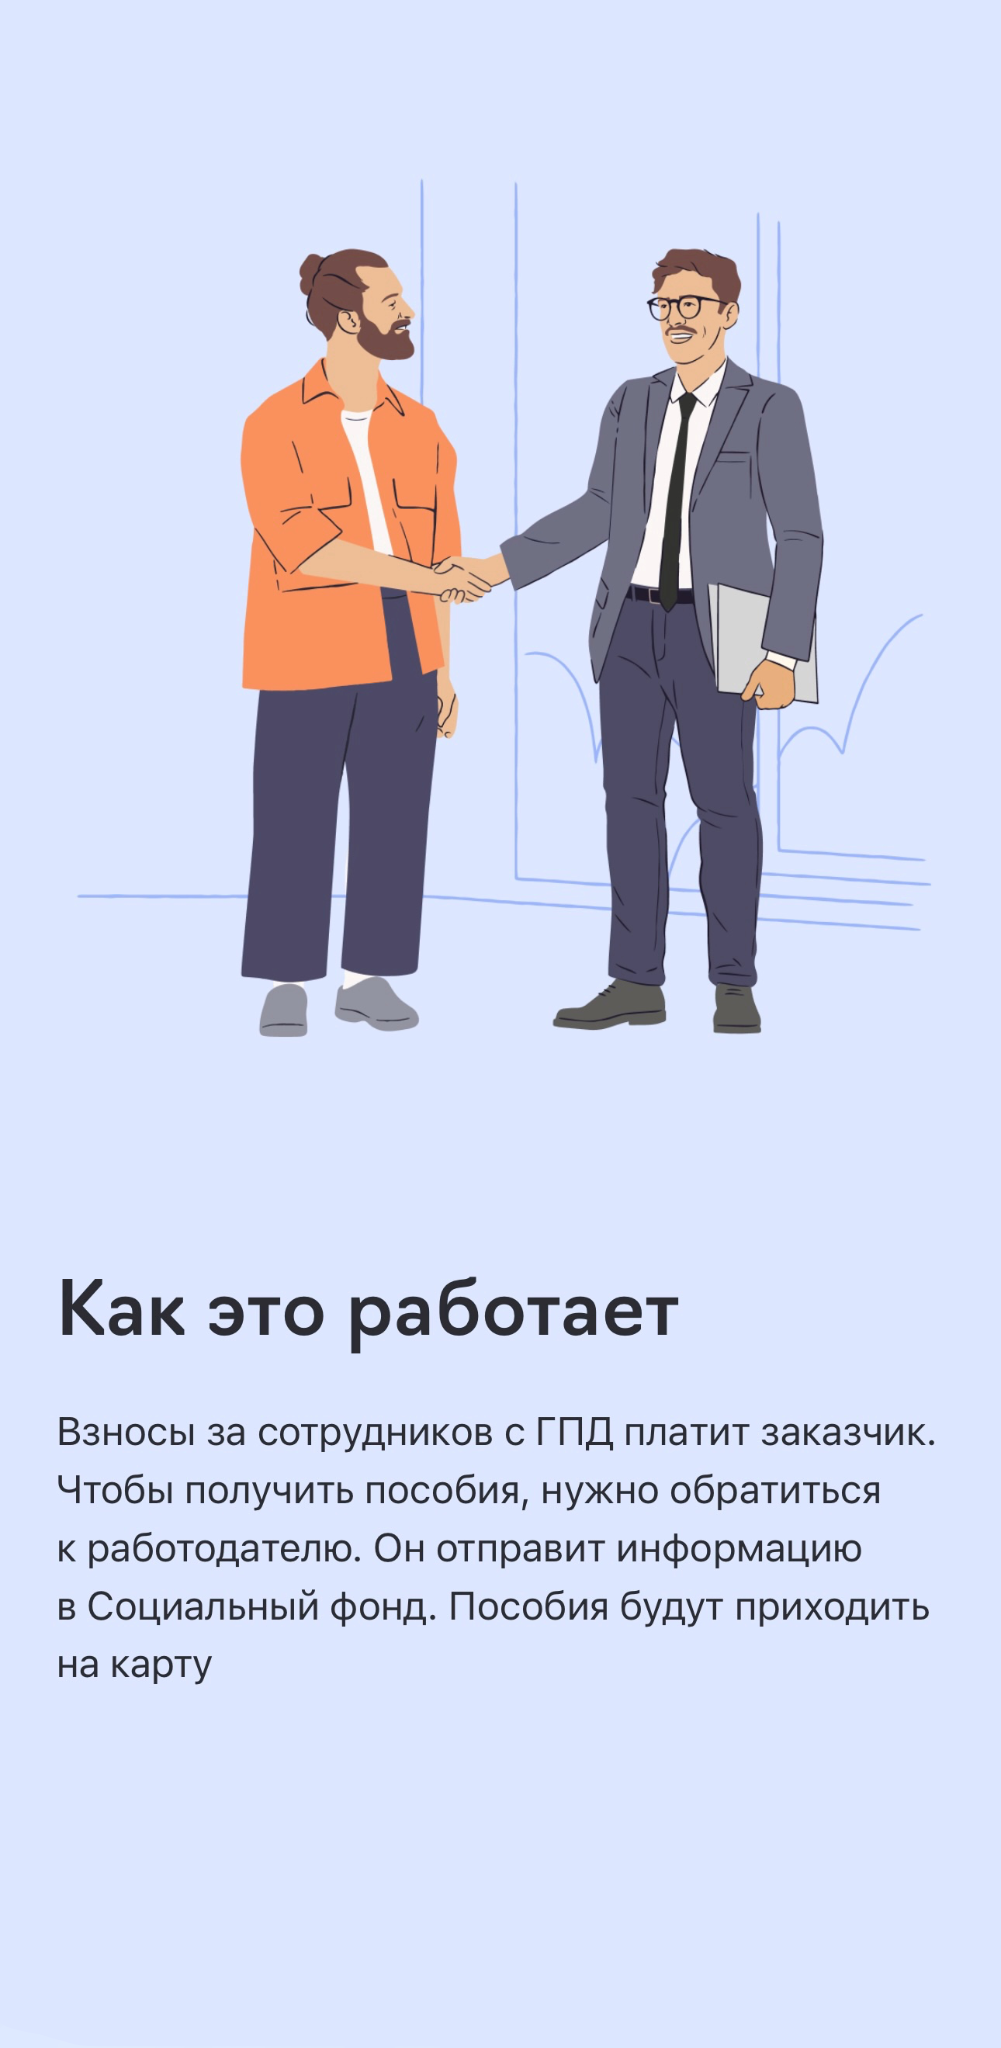 Как это работает
Взносы за сотрудников с ГПД платит заказчик.
Чтобы получить пособия, нужно обратиться
к работодателю. Он отправит информацию
в Социальный фонд. Пособия будут приходить
на карту